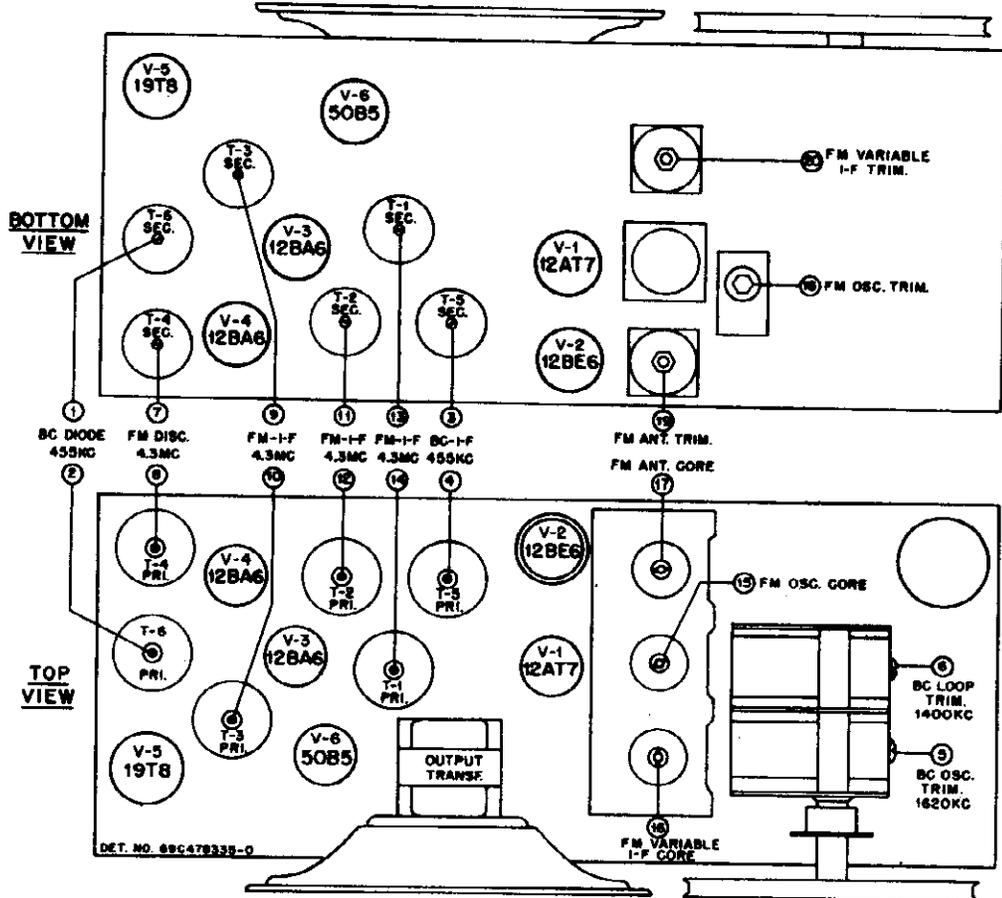 V-5
19T8
V-6
50B5
T-3
SEC.
FM VARIABLE
I-F TRIM.
BOTTOM
VIEW
T-6
SEC.
V-3
12BA6
T-1
SEC.
V-1
12AT7
FM OSC. TRIM.
T-4
SEC.
V-4
12BA6
T-2
SEC.
T-5
SEC.
V-2
12BE6
1
7
9
11
13
3
19
BC DIODE
455KC
FM DISC.
4.3MC
FM-I-F
4.3MC
FM-I-F
4.3MC
FM-I-F
4.3MC
BC-I-F
455KC
FM ANT. TRIM.
FM ANT. CORE
2
8
10
12
14
4
17
T-4
PRI.
V-4
12BA6
T-2
PRI.
T-5
PRI.
V-2
12BE6
15 FM OSC. CORE
TOP
VIEW
T-6
PRI.
V-3
12BA6
T-1
PRI.
V-1
12AT7
6
BC LOOP
TRIM.
1400KC
T-3
PRI.
V-5
19T8
V-6
50B5
OUTPUT
TRANSF.
5
BC OSC.
TRIM.
1620KC
16
FM VARIABLE
I-F CORE
DET. NO. 69C478335-0